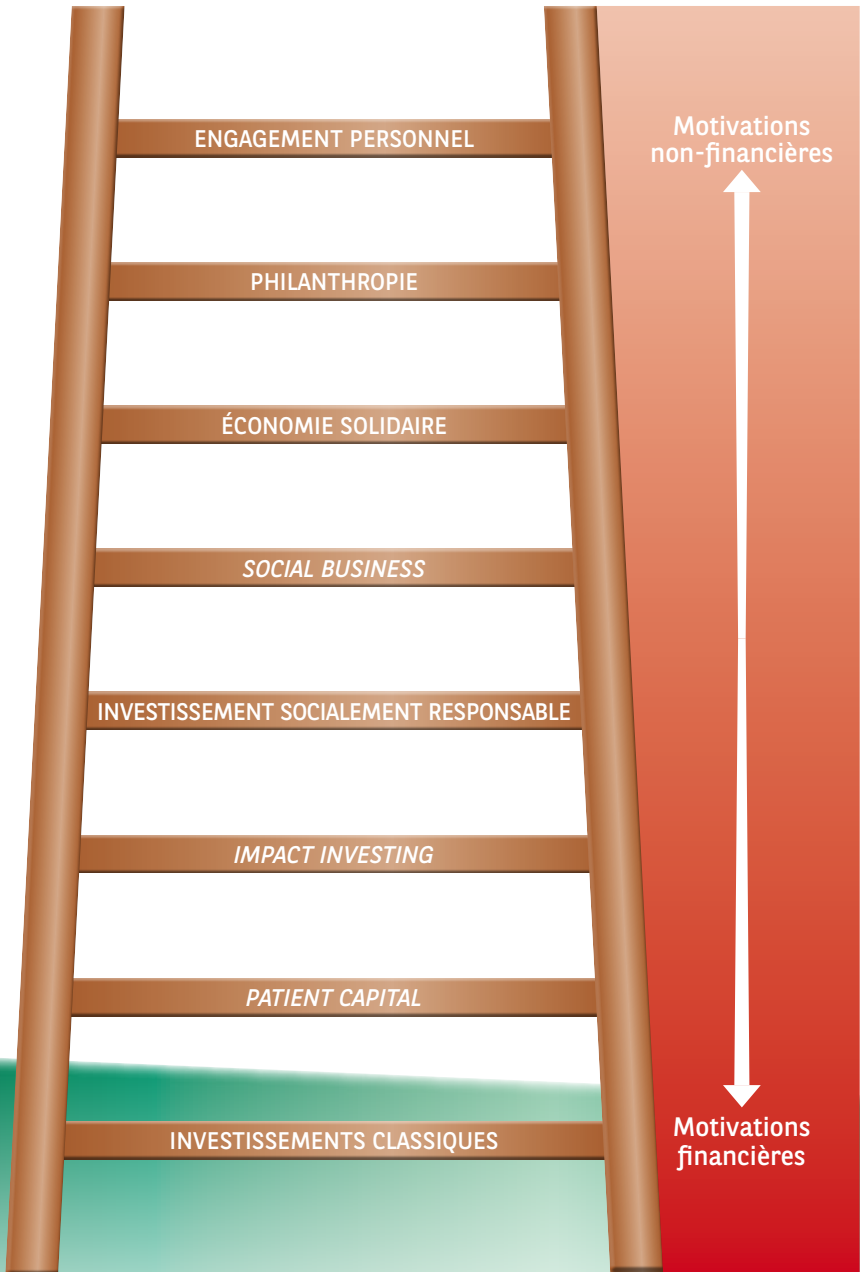 ENGAGEMENT PERSONNEL
PHILANTHROPIE
ÉCONOMIE SOLIDAIRE
SOCIAL BUSINESS
INVESTISSEMENT SOCIALEMENT RESPONSABLE
IMPACT INVESTING
PATIENT CAPITAL
INVESTISSEMENTS CLASSIQUES
Motivations
non-financières
Motivations
financières